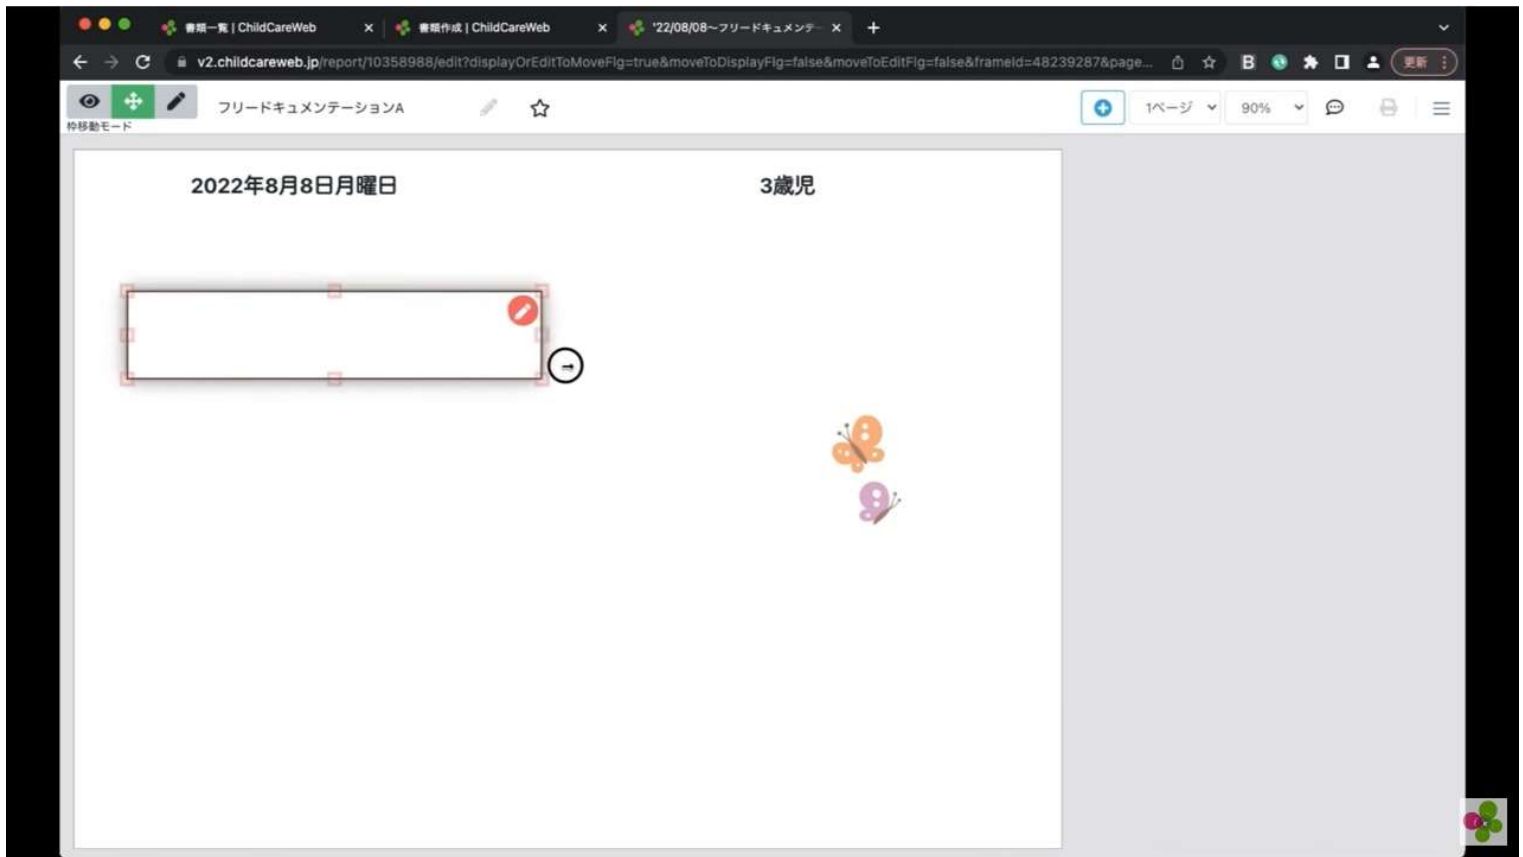 書類一覧 | ChildCareWeb
書類作成 | ChildCareWeb
'22/08/08~フリードキュメンテー
v2.childcareweb.jp/report/10358988/edit?displayOrEditToMoveFlg=true&moveToDisplayFlg=false&moveToEditFlg=false&frameId=48239287&page...
B
更新
枠移動モード
フリードキュメンテーションA
1ページ
90%
2022年8月8日月曜日
3歳児